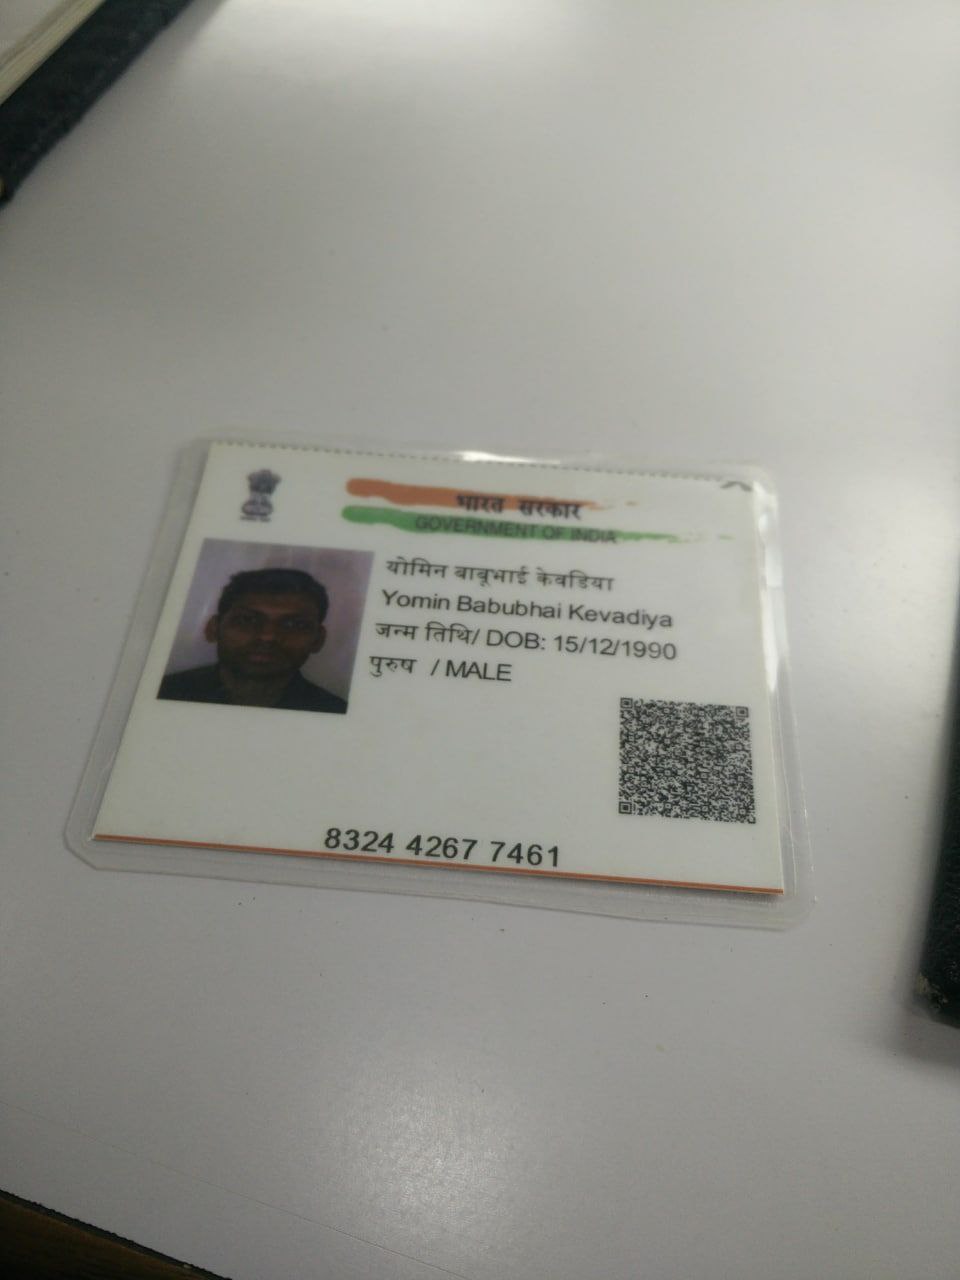 भारत सरकार
GOVERNMENT OF INDIA
योमिन बाबूभाई केवडिया
Yomin Babubhai Kevadiya
जन्म तिथि/ DOB: 15/12/1990
पुरुष / MALE
8324 4267 7461